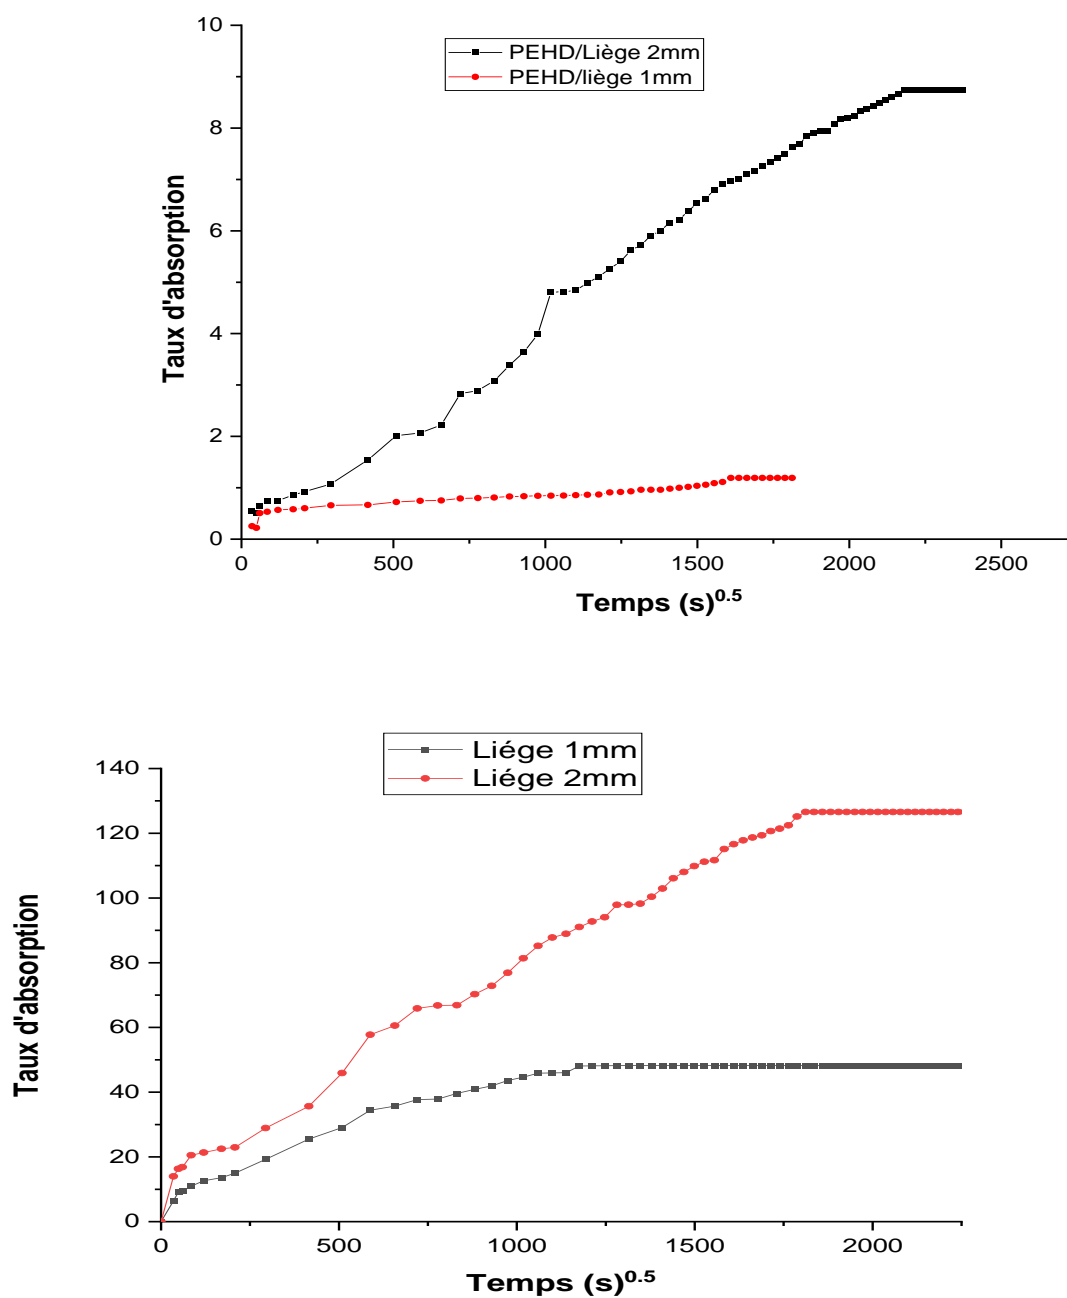 10
PEHD/Liège 2mm
PEHD/liège 1mm
8
6
4
2
0
Taux d'absorption
0 500 1000 1500 2000 2500
Temps (s)^0.5
Liége 1mm
Liége 2mm
140
120
100
80
60
40
20
0
Taux d'absorption
0 500 1000 1500 2000
Temps (s)^0.5